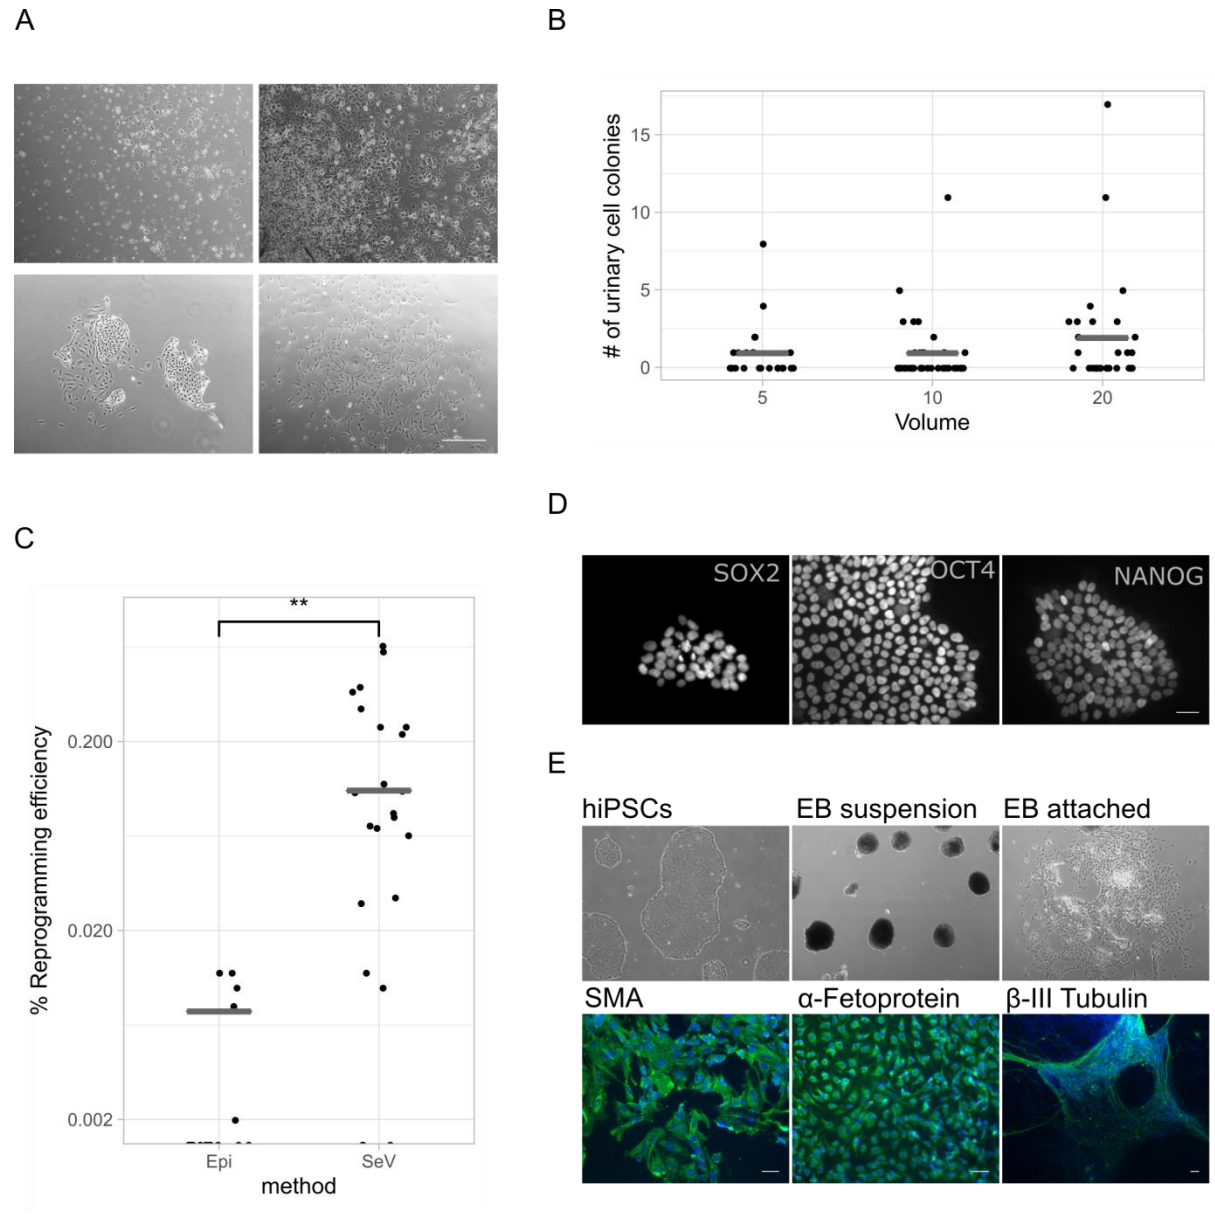 A
B
# of urinary cell colonies
15
10
5
0
5 10 20
Volume
C
% Reprogramming efficiency
**
0.200
0.020
0.002
Epi SeV
method
D
SOX2 OCT4 NANOG
E
hiPSCs EB suspension EB attached
SMA α-Fetoprotein β-III Tubulin